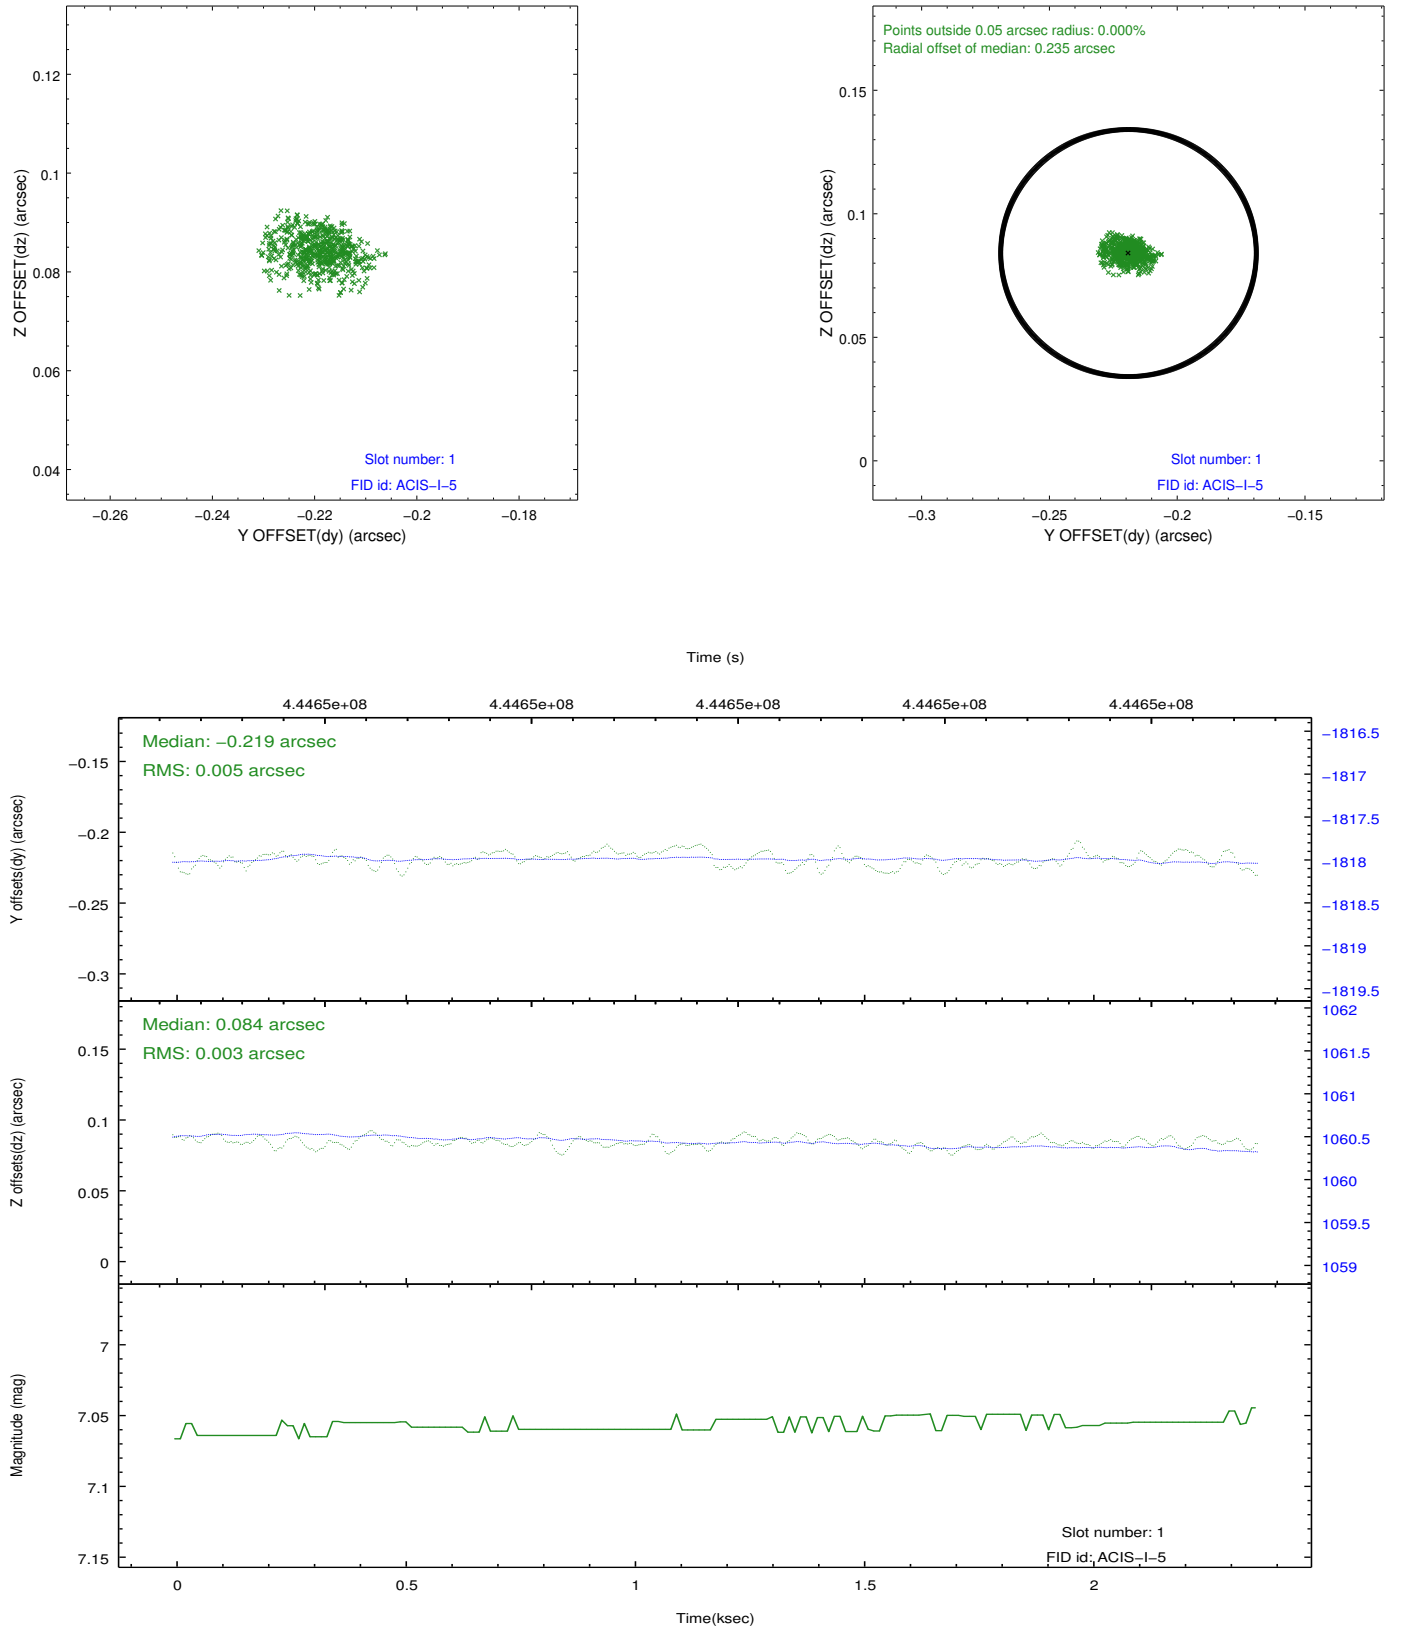 0.12
0.1
0.08
0.06
0.04
Z OFFSET(dz) (arcsec)
Slot number: 1
FID id: ACIS−I−5
−0.26
−0.24
−0.22
−0.2
−0.18
Y OFFSET(dy) (arcsec)
Points outside 0.05 arcsec radius: 0.000%
Radial offset of median: 0.235 arcsec
0.15
0.1
0.05
0
Z OFFSET(dz) (arcsec)
Slot number: 1
FID id: ACIS−I−5
−0.3
−0.25
−0.2
−0.15
Y OFFSET(dy) (arcsec)
Time (s)
4.4465e+08
4.4465e+08
4.4465e+08
4.4465e+08
4.4465e+08
Median: −0.219 arcsec
RMS: 0.005 arcsec
−0.15
−0.2
−0.25
−0.3
Y offsets(dy) (arcsec)
−1816.5
−1817
−1817.5
−1818
−1818.5
−1819
−1819.5
Median: 0.084 arcsec
RMS: 0.003 arcsec
0.15
0.1
0.05
0
Z offsets(dz) (arcsec)
1062
1061.5
1061
1060.5
1060
1059.5
1059
7
7.05
7.1
7.15
Magnitude (mag)
Slot number: 1
FID id: ACIS−I−5
0
0.5
1
1.5
2
Time(ksec)